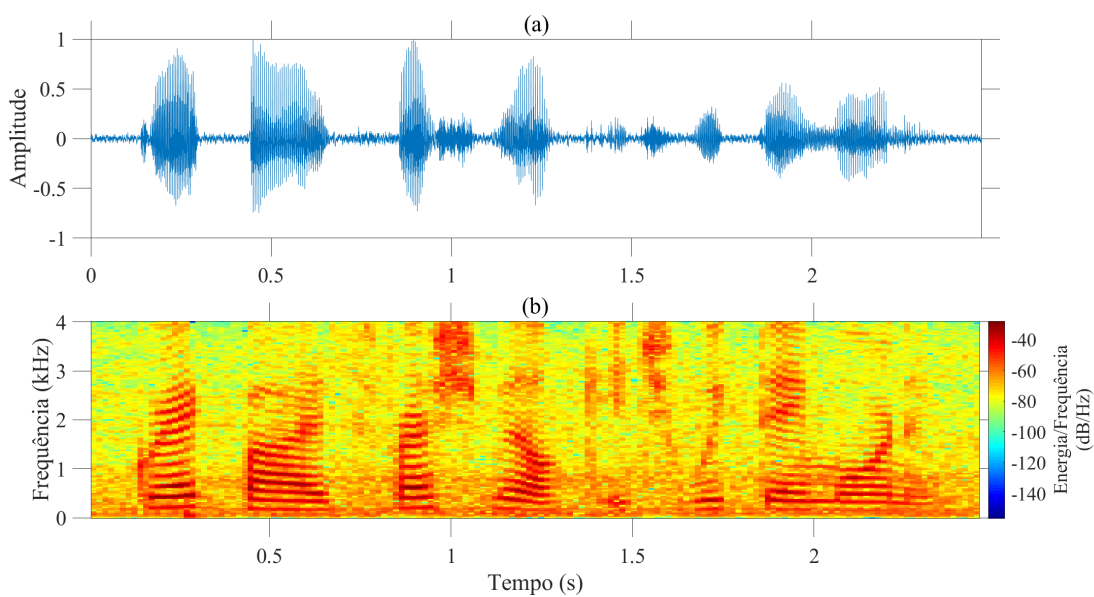 (a)
1
0.5
0
-0.5
-1
Amplitude
0 0.5 1 1.5 2
(b)
4
3
2
1
0
Frequência (kHz)
0.5 1 1.5 2
Tempo (s)
-40
-60
-80
-100
-120
-140
Energia/Frequência
(dB/Hz)